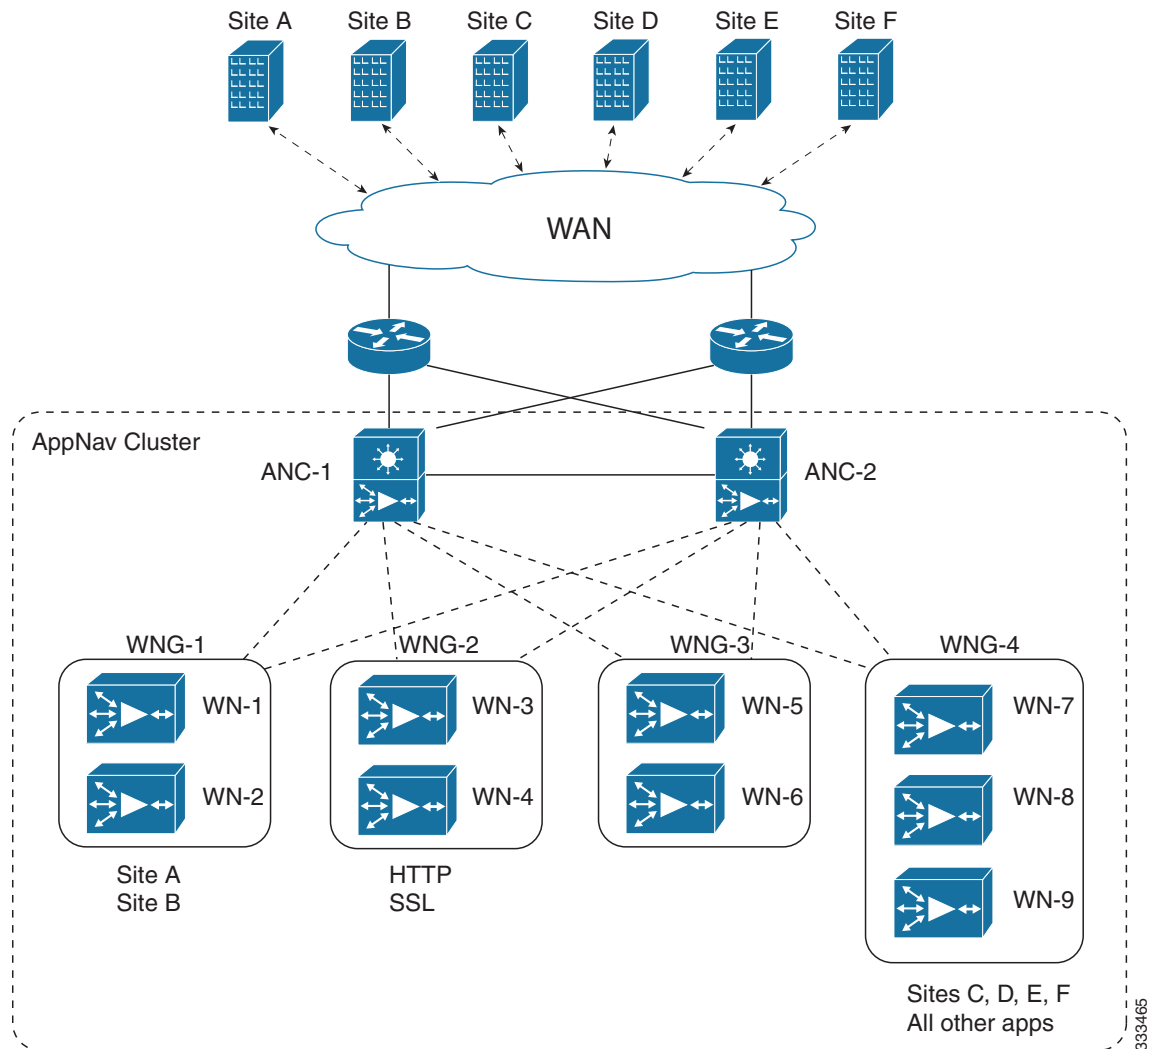 Site A
Site B
Site C
Site D
Site E
Site F
WAN
AppNav Cluster
ANC-1
ANC-2
WNG-1
WNG-2
WNG-3
WNG-4
WN-1
WN-3
WN-5
WN-7
WN-2
WN-4
WN-6
WN-8
WN-9
Site A
Site B
HTTP
SSL
Sites C, D, E, F
All other apps
333465